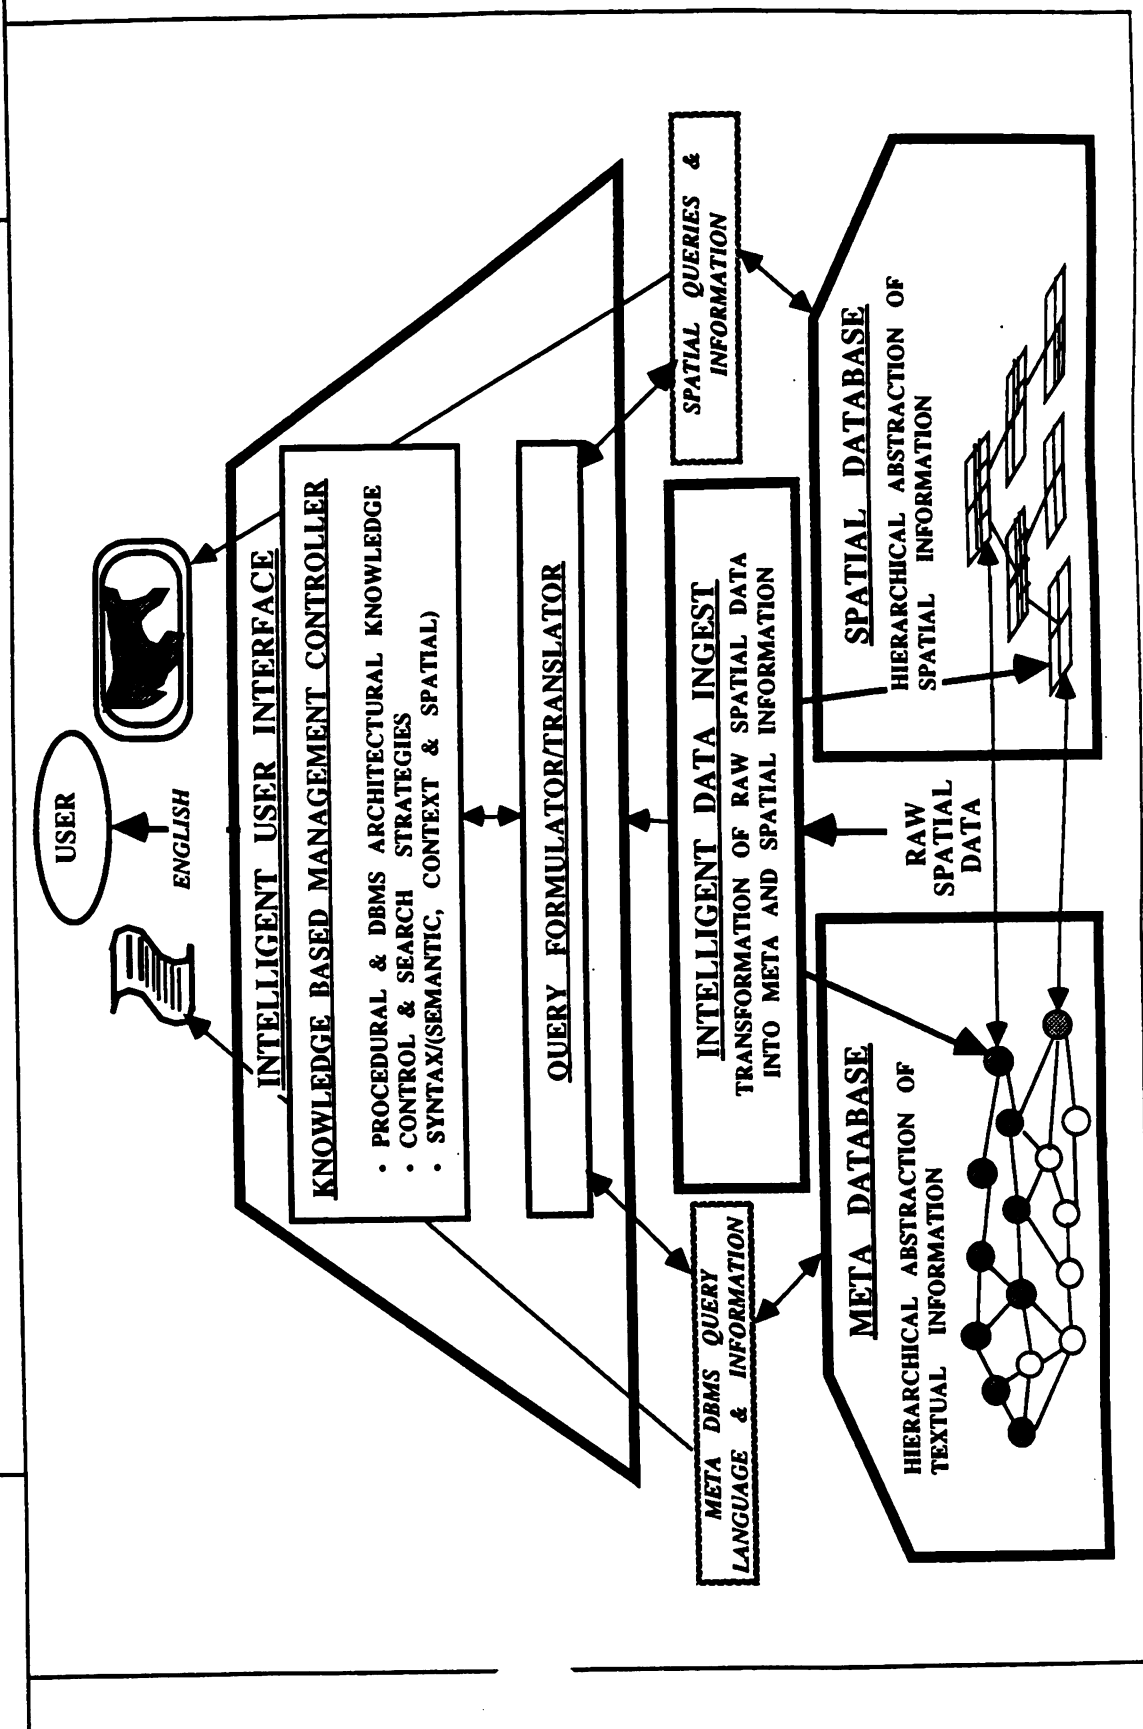 USER
ENGLISH
INTELLIGENT USER INTERFACE
KNOWLEDGE BASED MANAGEMENT CONTROLLER
• PROCEDURAL & DBMS ARCHITECTURAL KNOWLEDGE
• CONTROL & SEARCH STRATEGIES
• SYNTAX/(SEMANTIC, CONTEXT & SPATIAL)
QUERY FORMULATOR/TRANSLATOR
META DBMS QUERY
LANGUAGE & INFORMATION
INTELLIGENT DATA INGEST
TRANSFORMATION OF RAW SPATIAL DATA
INTO META AND SPATIAL INFORMATION
SPATIAL QUERIES &
INFORMATION
META DATABASE
HIERARCHICAL ABSTRACTION OF
TEXTUAL INFORMATION
RAW
SPATIAL
DATA
SPATIAL DATABASE
HIERARCHICAL ABSTRACTION OF
SPATIAL INFORMATION